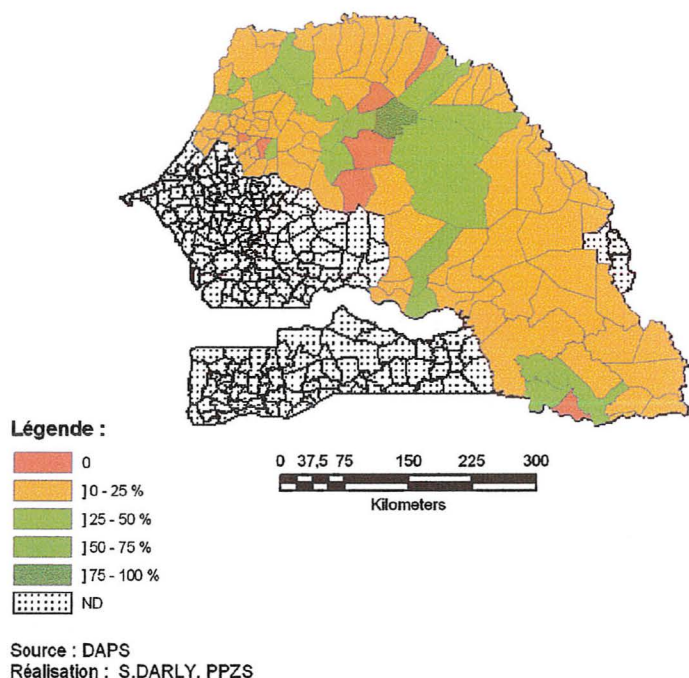 Légende :
0
]0 - 25 %
]25 - 50 %
]50 - 75 %
]75 - 100 %
ND
0 37,5 75 150 225 300
Kilometers
Source : DAPS
Réalisation : S.DARLY. PPZS